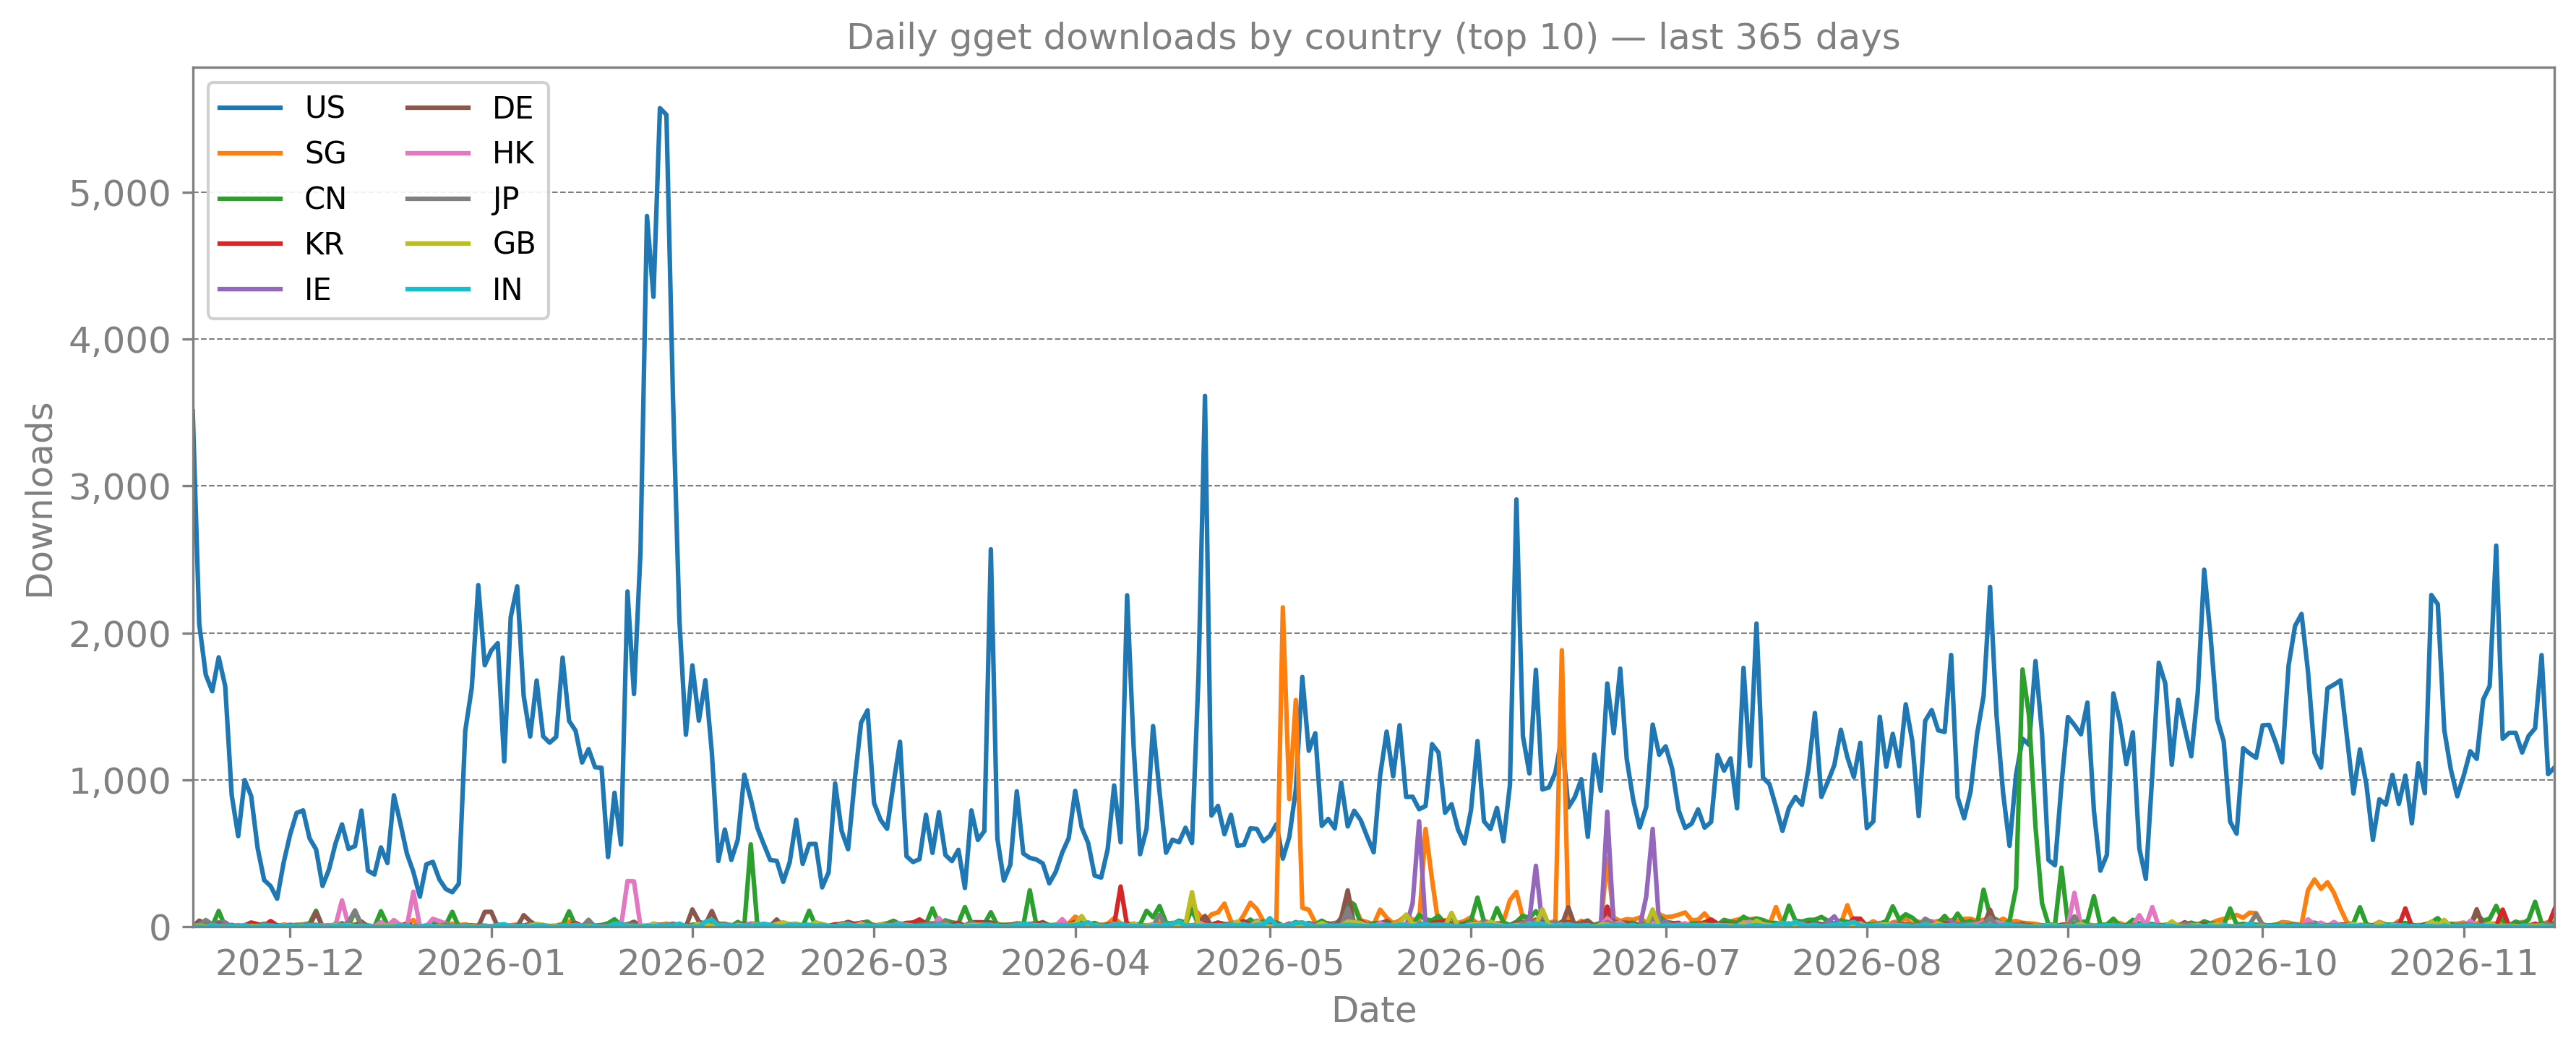 Daily gget downloads by country (top 10) — last 365 days
US
SG
CN
KR
IE
DE
HK
JP
GB
IN
5,000
4,000
3,000
2,000
1,000
0
Downloads
2025-12
2026-01
2026-02
2026-03
2026-04
2026-05
2026-06
2026-07
2026-08
2026-09
2026-10
2026-11
Date